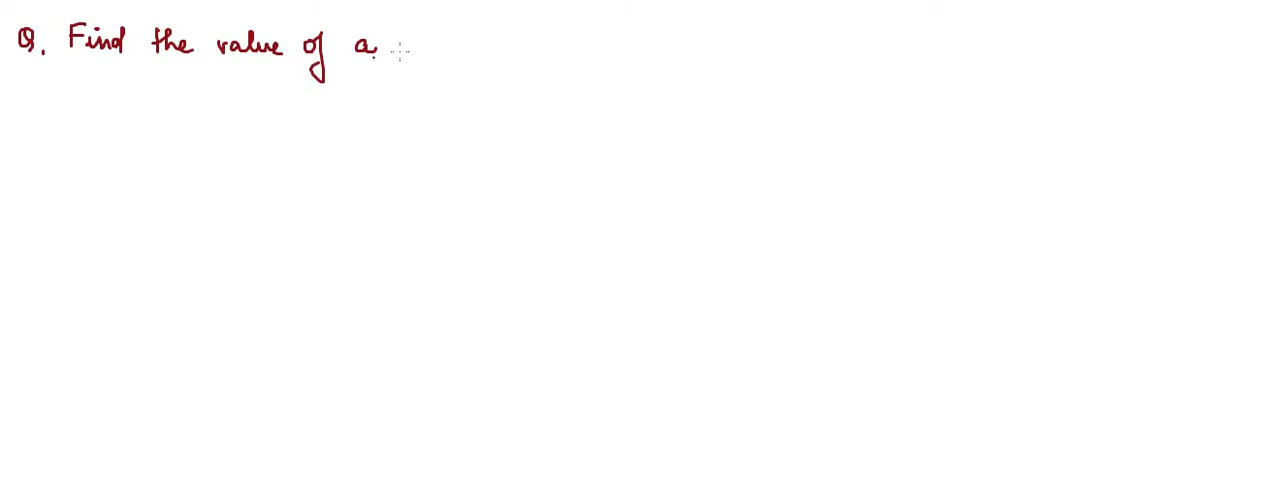 Q. Find the value of a.